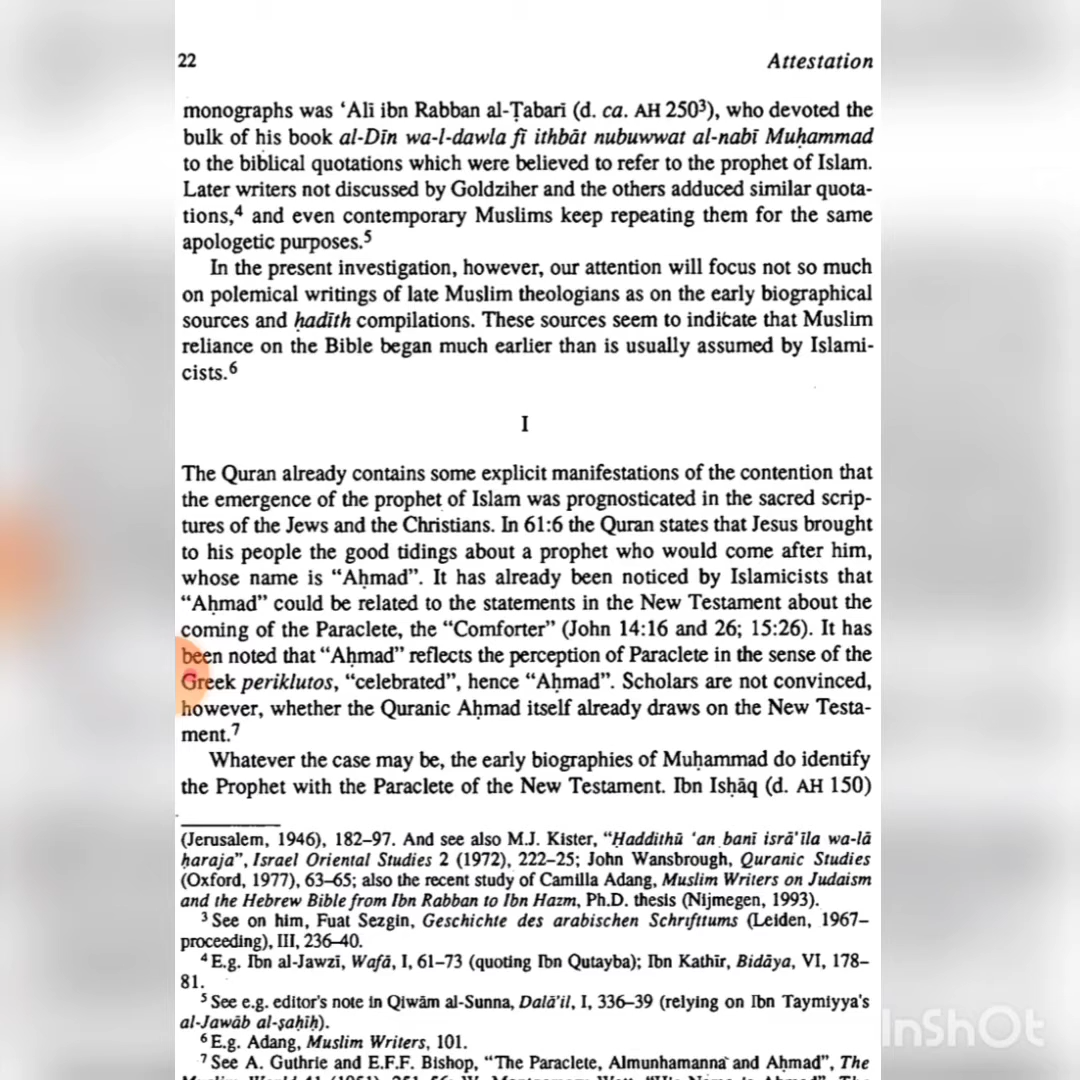 22
Attestation
monographs was ‘Alī ibn Rabban al-Ṭabarī (d. ca. AH 250³), who devoted the
bulk of his book al-Dīn wa-l-dawla fī ithbāt nubuwwat al-nabī Muḥammad
to the biblical quotations which were believed to refer to the prophet of Islam.
Later writers not discussed by Goldziher and the others adduced similar quota-
tions,⁴ and even contemporary Muslims keep repeating them for the same
apologetic purposes.⁵
In the present investigation, however, our attention will focus not so much
on polemical writings of late Muslim theologians as on the early biographical
sources and ḥadīth compilations. These sources seem to indicate that Muslim
reliance on the Bible began much earlier than is usually assumed by Islami-
cists.⁶
I
The Quran already contains some explicit manifestations of the contention that
the emergence of the prophet of Islam was prognosticated in the sacred scrip-
tures of the Jews and the Christians. In 61:6 the Quran states that Jesus brought
to his people the good tidings about a prophet who would come after him,
whose name is “Aḥmad”. It has already been noticed by Islamicists that
“Aḥmad” could be related to the statements in the New Testament about the
coming of the Paraclete, the “Comforter” (John 14:16 and 26; 15:26). It has
been noted that “Aḥmad” reflects the perception of Paraclete in the sense of the
Greek periklutos, “celebrated”, hence “Aḥmad”. Scholars are not convinced,
however, whether the Quranic Aḥmad itself already draws on the New Testa-
ment.⁷
Whatever the case may be, the early biographies of Muḥammad do identify
the Prophet with the Paraclete of the New Testament. Ibn Isḥāq (d. AH 150)
(Jerusalem, 1946), 182–97. And see also M.J. Kister, “Ḥaddithū ‘an banī isrā’īla wa-lā
ḥaraja”, Israel Oriental Studies 2 (1972), 222–25; John Wansbrough, Quranic Studies
(Oxford, 1977), 63–65; also the recent study of Camilla Adang, Muslim Writers on Judaism
and the Hebrew Bible from Ibn Rabban to Ibn Hazm, Ph.D. thesis (Nijmegen, 1993).
³ See on him, Fuat Sezgin, Geschichte des arabischen Schrifttums (Leiden, 1967–
proceeding), III, 236–40.
⁴ E.g. Ibn al-Jawzī, Wafā, I, 61–73 (quoting Ibn Qutayba); Ibn Kathīr, Bidāya, VI, 178–
81.
⁵ See e.g. editor's note in Qiwām al-Sunna, Dalā’il, I, 336–39 (relying on Ibn Taymiyya's
al-Jawāb al-ṣaḥīḥ).
⁶ E.g. Adang, Muslim Writers, 101.
⁷ See A. Guthrie and E.F.F. Bishop, “The Paraclete, Almunhamanna and Aḥmad”, The
InShOt